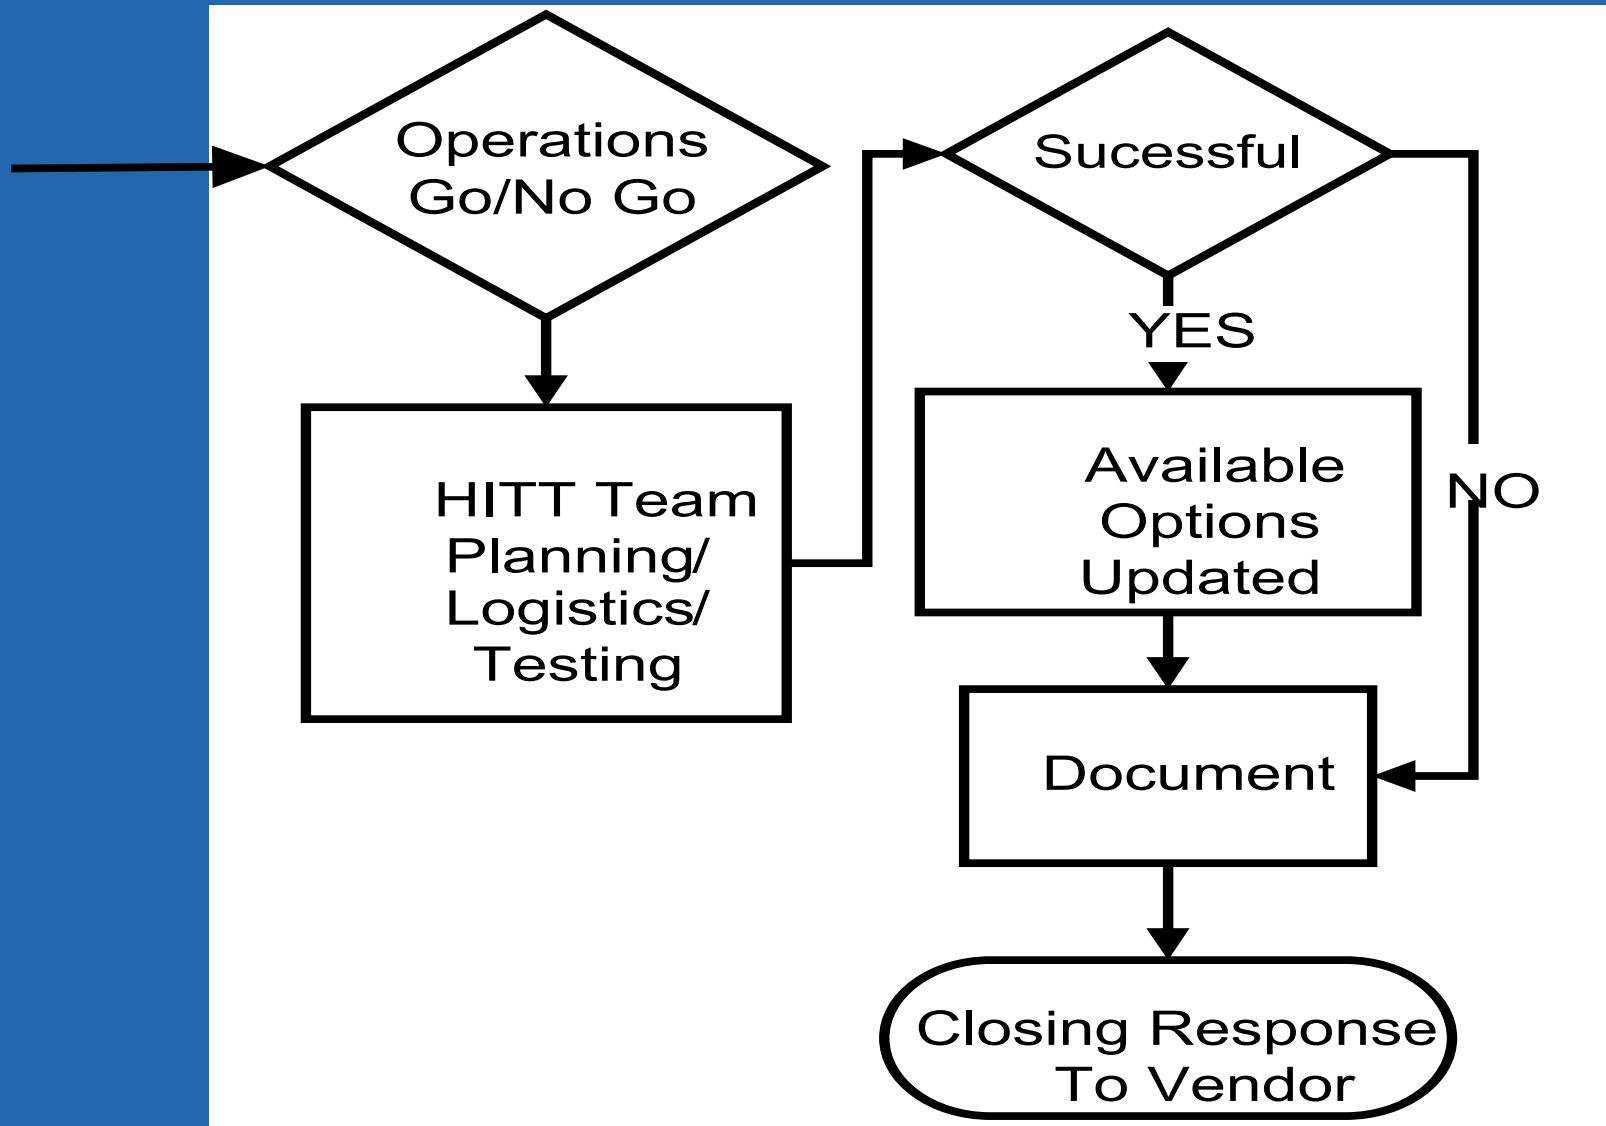 Operations
Go/No Go
HITT Team
Planning/
Logistics/
Testing
Sucessful
YES
NO
Available
Options
Updated
Document
Closing Response
To Vendor